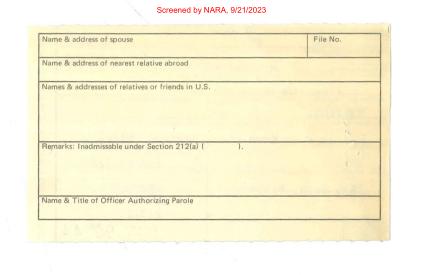 Screened by NARA, 9/21/2023
Name & address of spouse
File No.
Name & address of nearest relative abroad
Names & addresses of relatives or friends in U.S.
Remarks: Inadmissable under Section 212(a) (          ).
Name & Title of Officer Authorizing Parole